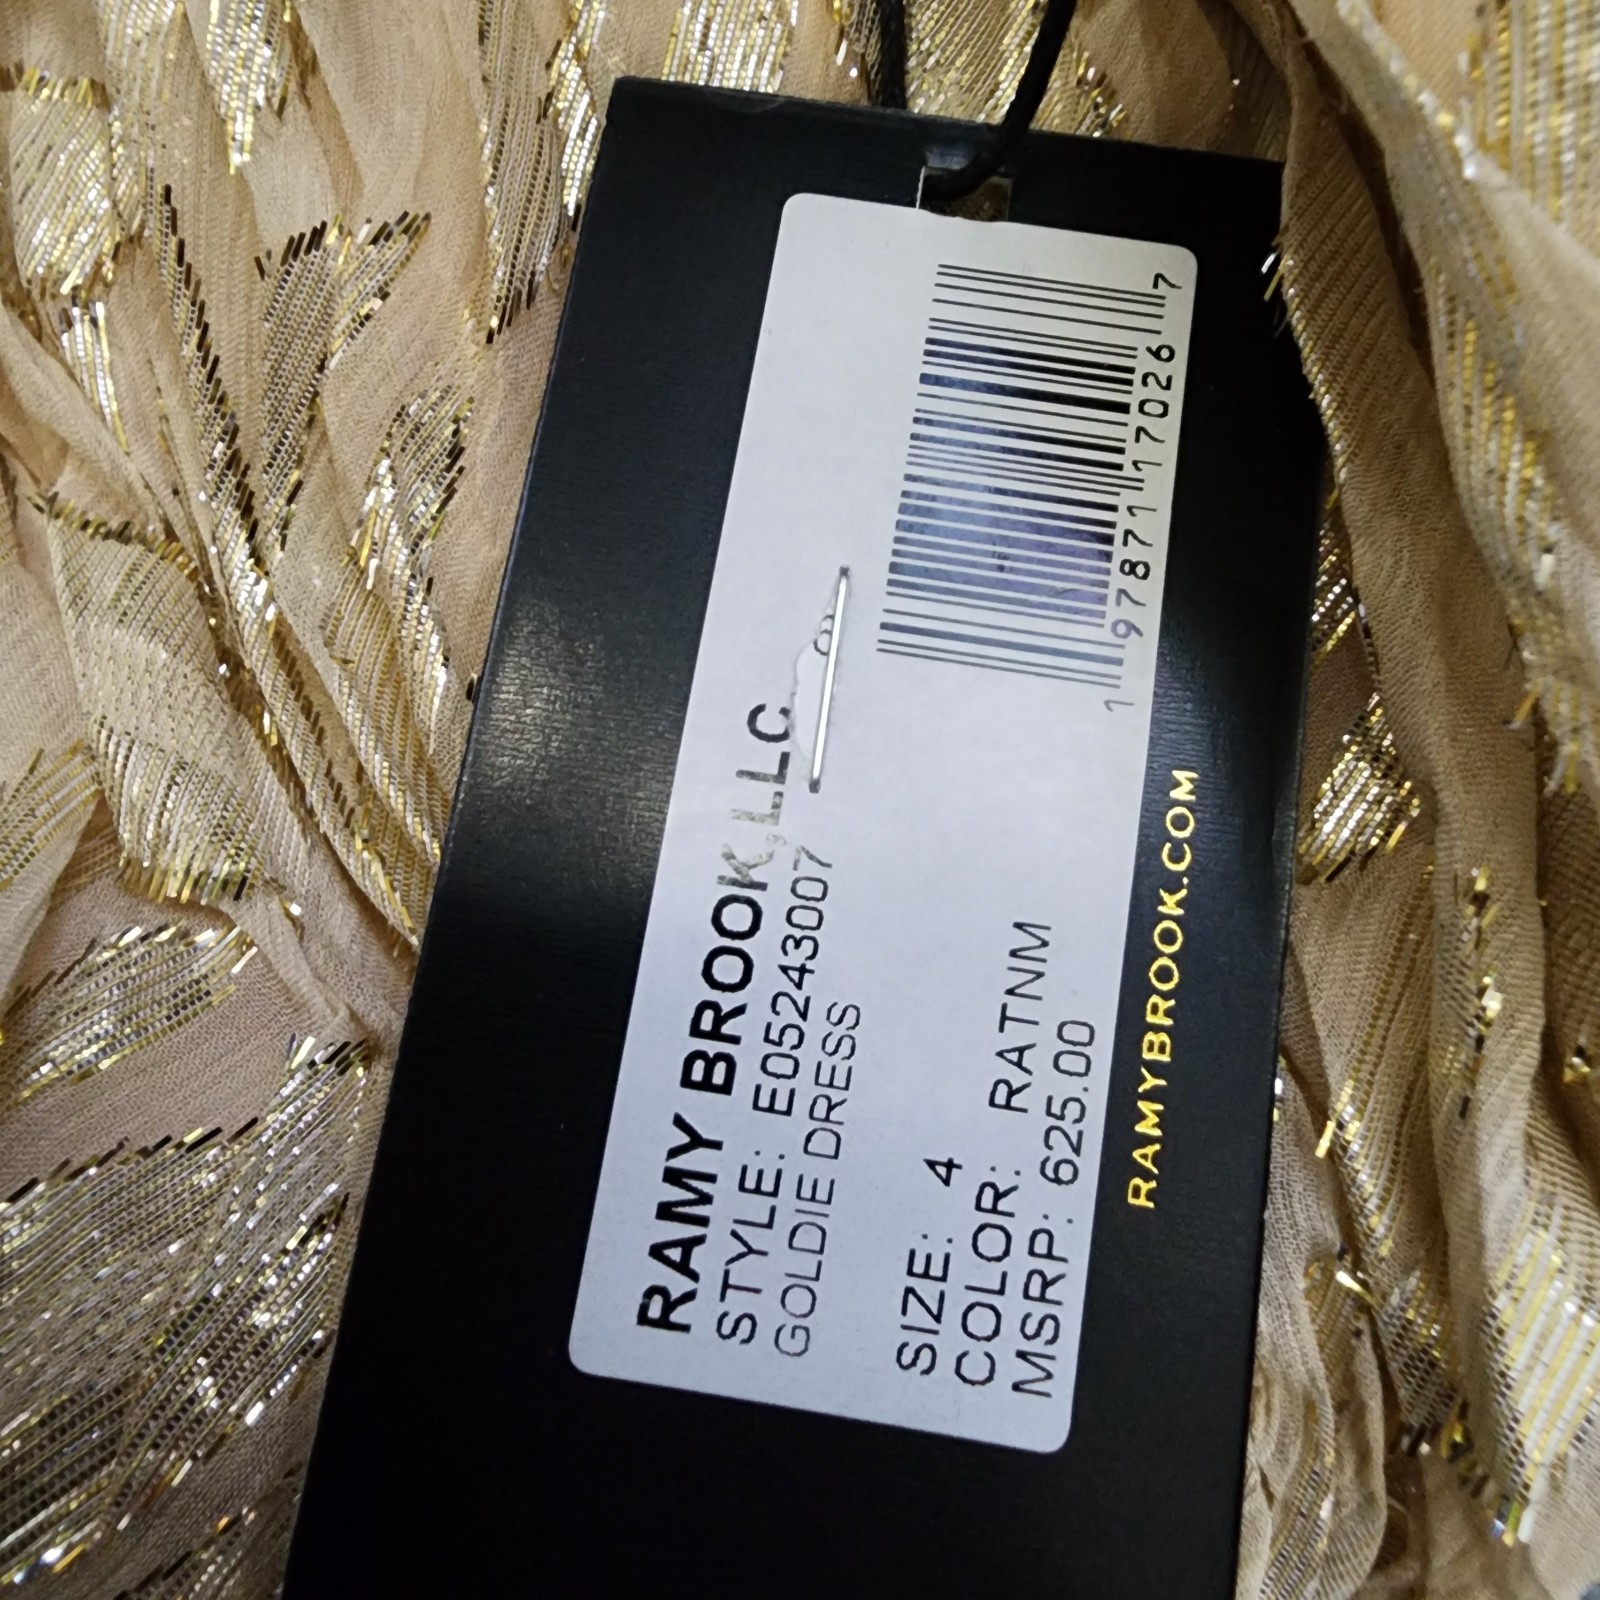 RAMY BROOK, LLC
STYLE: E05243007
GOLDIE DRESS
SIZE: 4
COLOR: RATNM
MSRP: 625.00
1 97871 17026 7
RAMYBROOK.COM